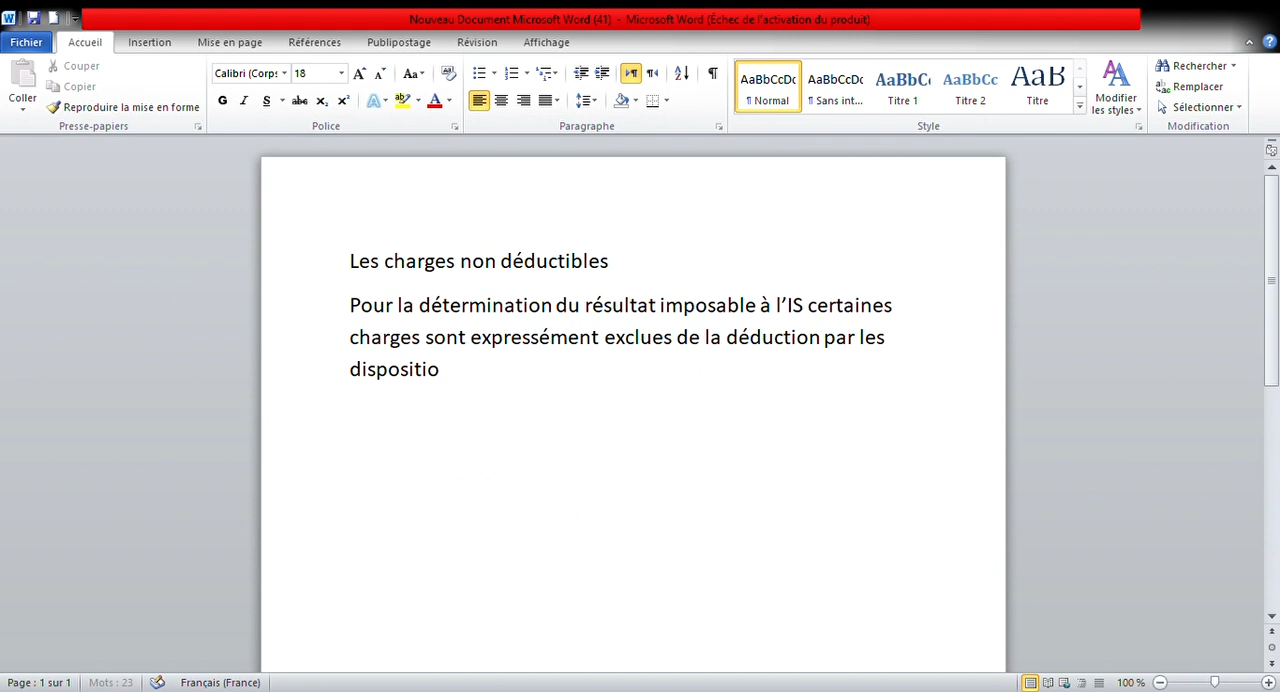 Nouveau Document Microsoft Word (41) - Microsoft Word (Échec de l'activation du produit)
Fichier Accueil Insertion Mise en page Références Publipostage Révision Affichage
Coller
Couper
Copier
Reproduire la mise en forme
Presse-papiers
Calibri (Corps 18
Police
Paragraphe
AaBbCcDc AaBbCcDc AaBbC AaBbCc AaB
¶ Normal ¶ Sans int... Titre 1 Titre 2 Titre
Modifier
les styles
Style
Rechercher
Remplacer
Sélectionner
Modification
Les charges non déductibles
Pour la détermination du résultat imposable à l’IS certaines
charges sont expressément exclues de la déduction par les
dispositio
Page : 1 sur 1 Mots : 23 Français (France) 100 %